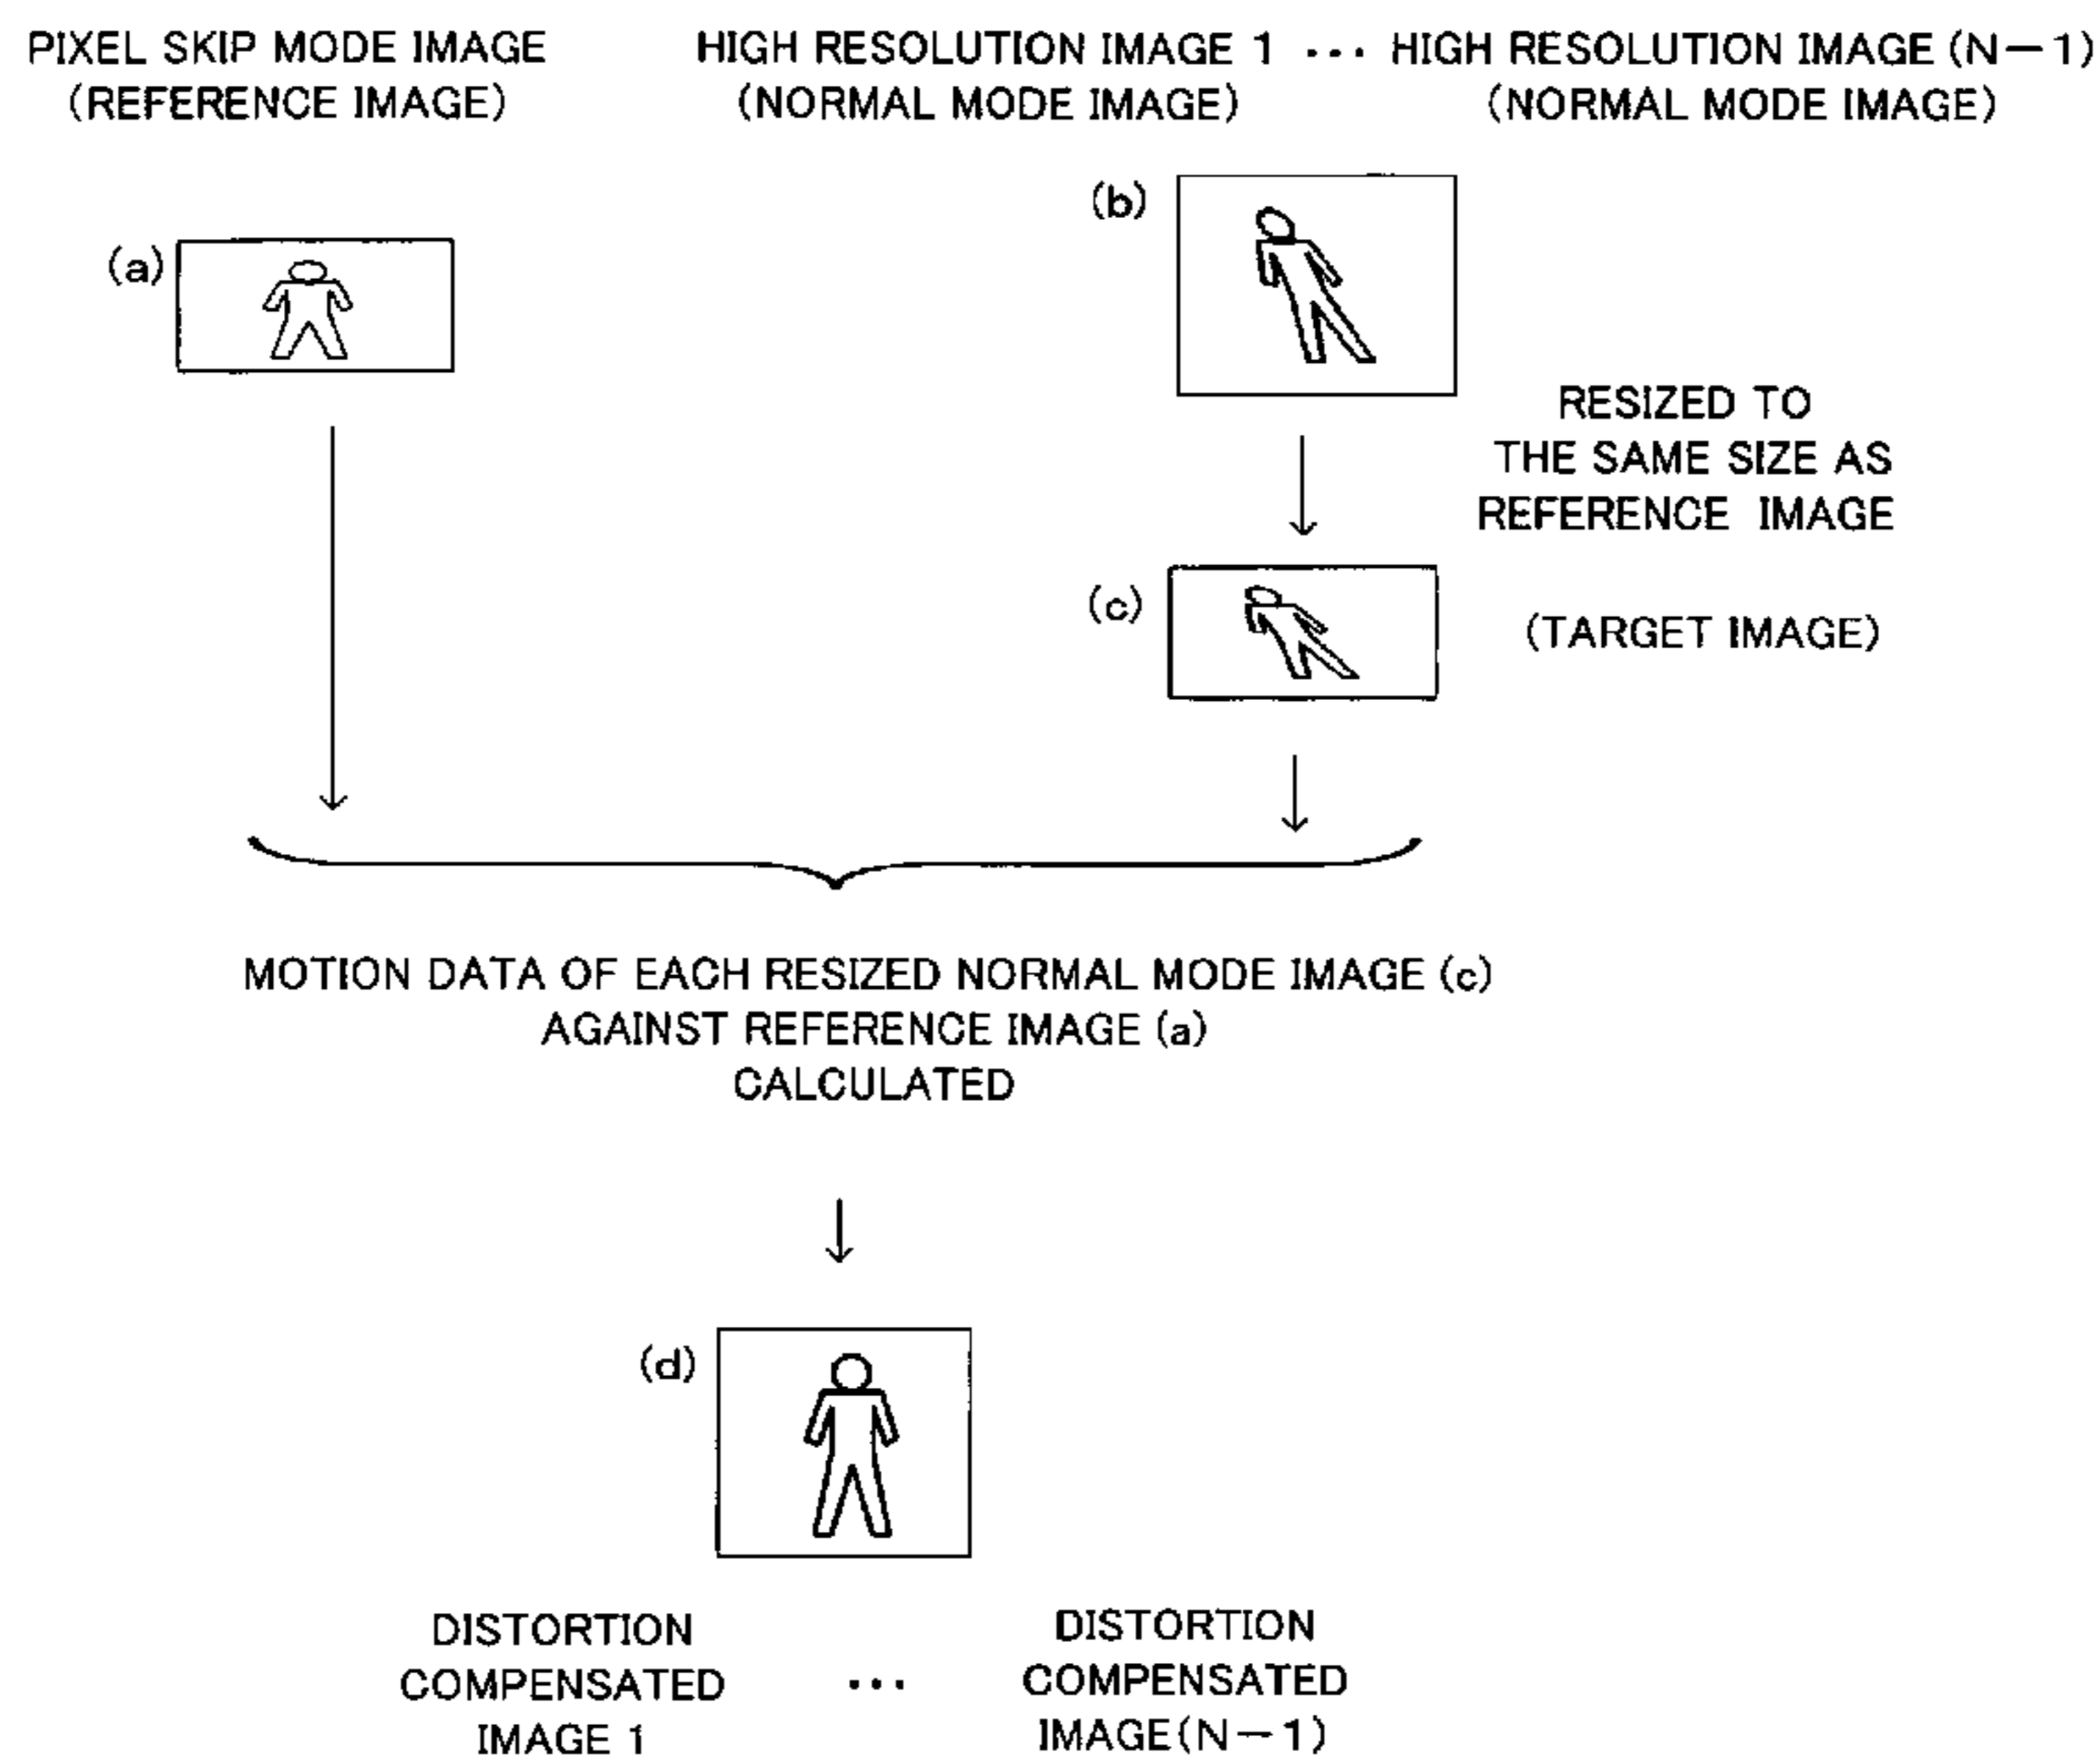 PIXEL SKIP MODE IMAGE
(REFERENCE IMAGE)
HIGH RESOLUTION IMAGE 1 ··· HIGH RESOLUTION IMAGE (N－1)
(NORMAL MODE IMAGE)
(NORMAL MODE IMAGE)
(a)
(b)
RESIZED TO
THE SAME SIZE AS
REFERENCE IMAGE
(c)
(TARGET IMAGE)
MOTION DATA OF EACH RESIZED NORMAL MODE IMAGE (c)
AGAINST REFERENCE IMAGE (a)
CALCULATED
(d)
DISTORTION
COMPENSATED
IMAGE 1
···
DISTORTION
COMPENSATED
IMAGE(N－1)